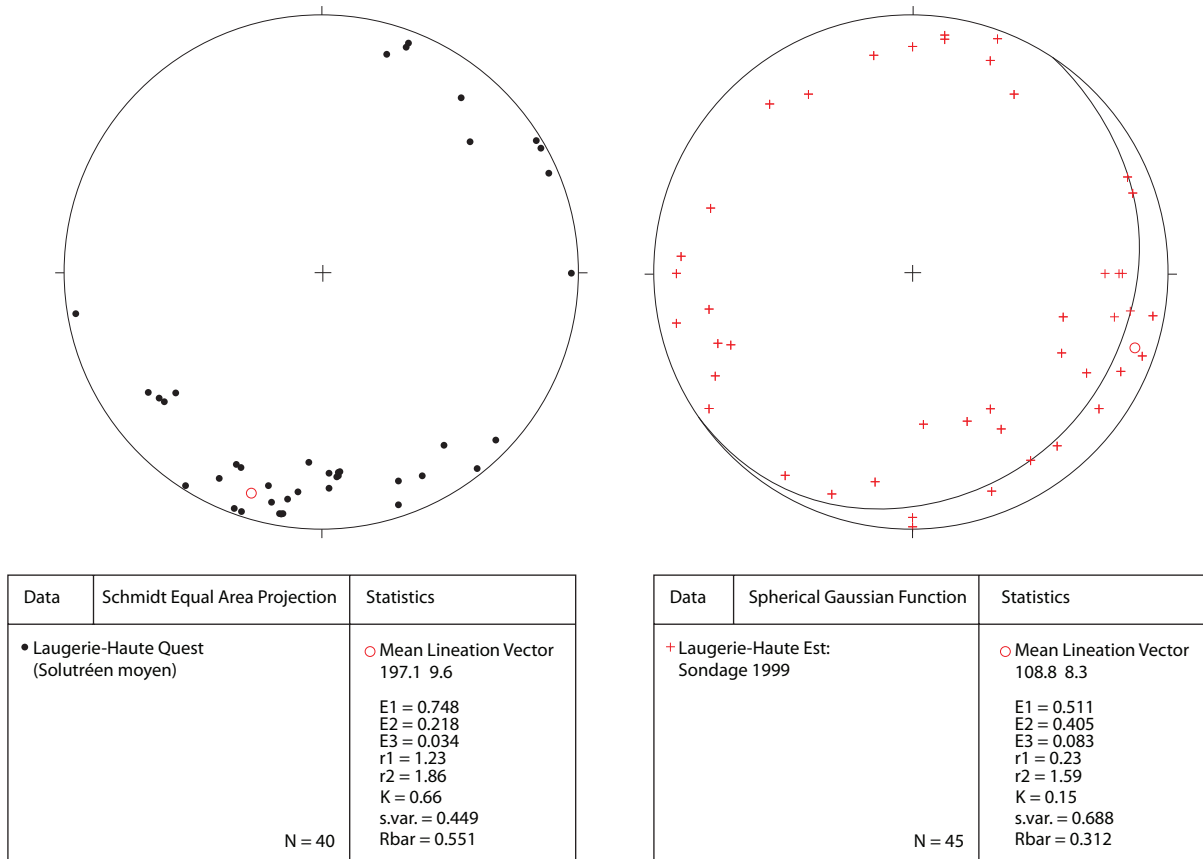 Data Schmidt Equal Area Projection Statistics
Laugerie-Haute Quest
(Solutréen moyen)
Mean Lineation Vector
197.1 9.6
E1 = 0.748
E2 = 0.218
E3 = 0.034
r1 = 1.23
r2 = 1.86
K = 0.66
s.var. = 0.449
N = 40
Rbar = 0.551
Data Spherical Gaussian Function Statistics
Laugerie-Haute Est:
Sondage 1999
Mean Lineation Vector
108.8 8.3
E1 = 0.511
E2 = 0.405
E3 = 0.083
r1 = 0.23
r2 = 1.59
K = 0.15
s.var. = 0.688
N = 45
Rbar = 0.312